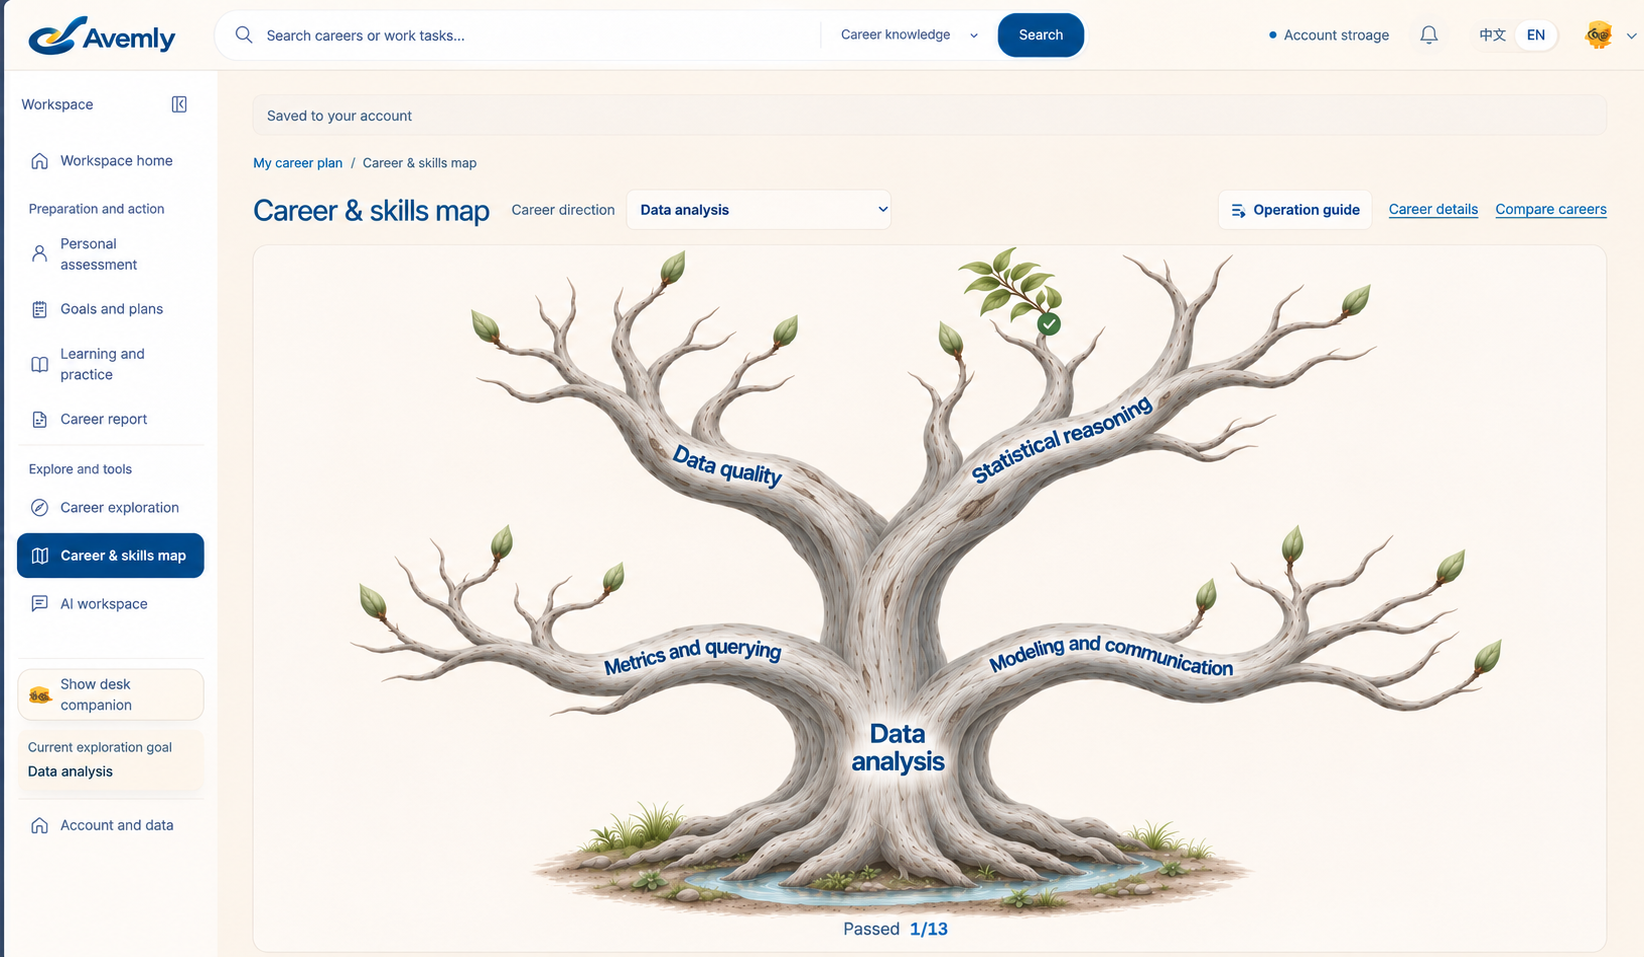 Avemly
Search careers or work tasks...
Career knowledge
Search
Account stroage
中文
EN
Workspace
Workspace home
Preparation and action
Personal
assessment
Goals and plans
Learning and
practice
Career report
Explore and tools
Career exploration
Career & skills map
AI workspace
Show desk
companion
Current exploration goal
Data analysis
Account and data
Saved to your account
My career plan / Career & skills map
Career & skills map
Career direction
Data analysis
Operation guide
Career details
Compare careers
Data quality
Statistical reasoning
Metrics and querying
Modeling and communication
Data
analysis
Passed 1/13